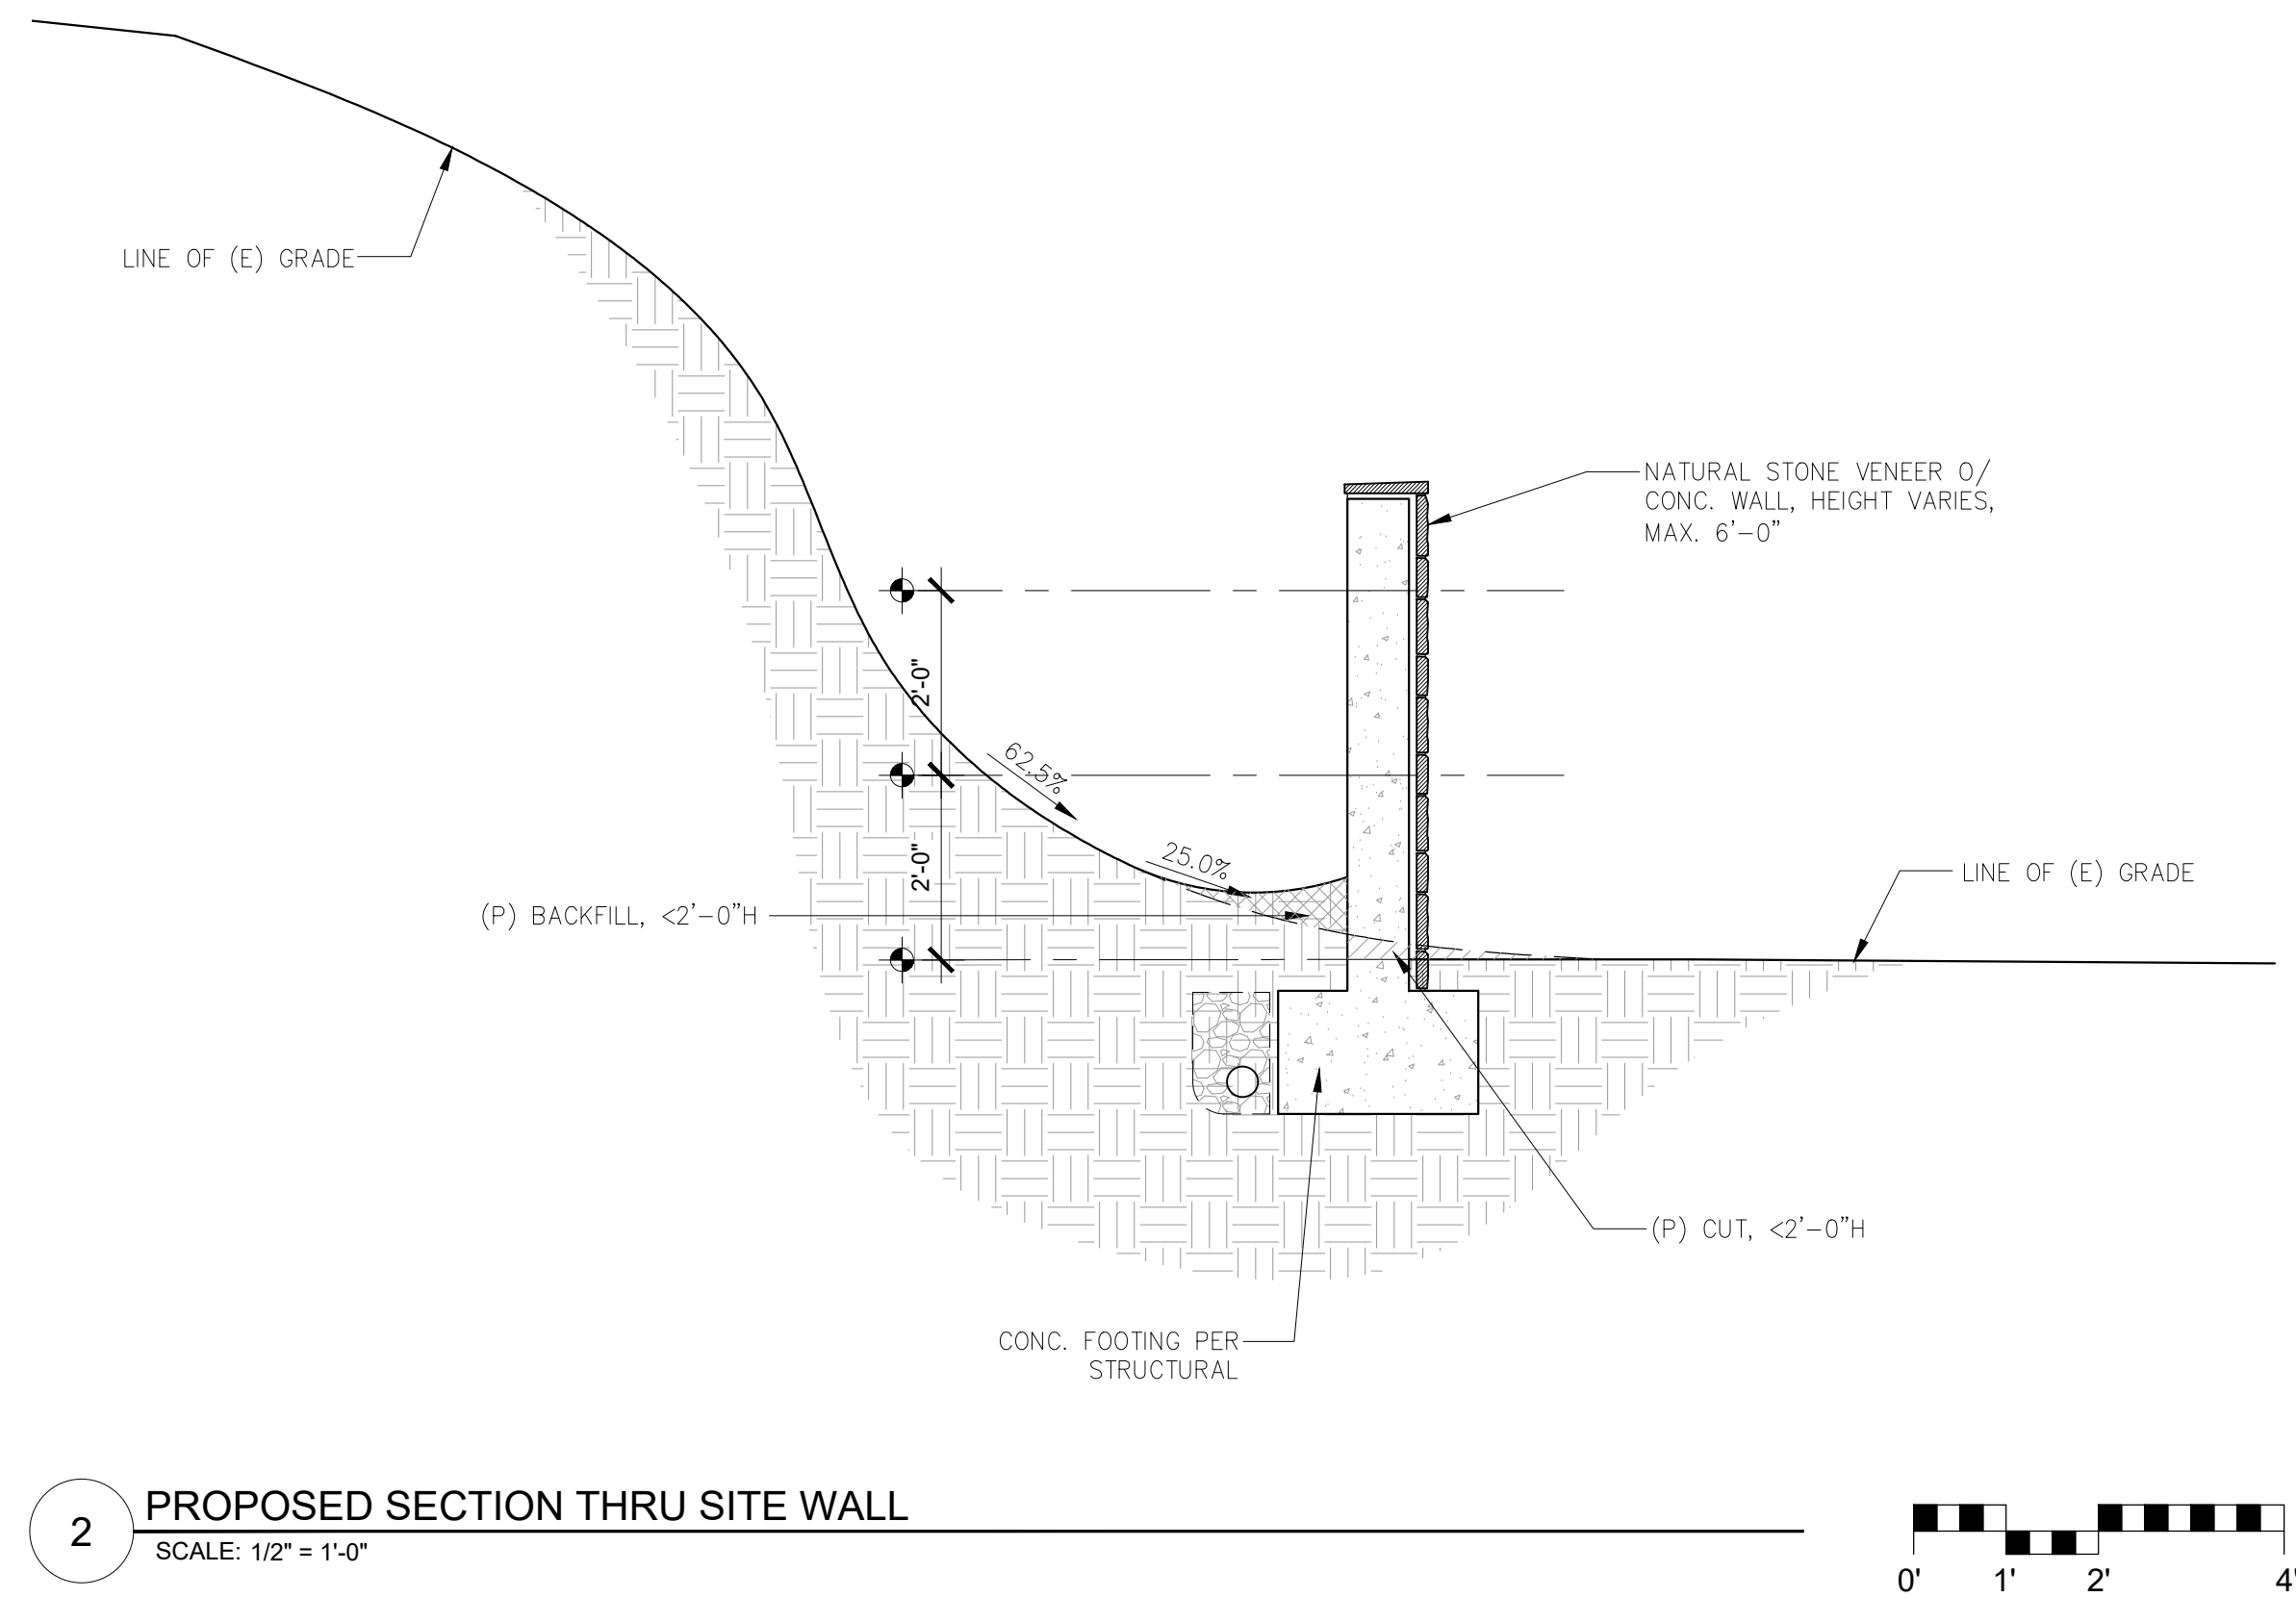 LINE OF (E) GRADE
NATURAL STONE VENEER O/
CONC. WALL, HEIGHT VARIES,
MAX. 6'-0"
2'-0"
62.5%
2'-0"
25.0%
LINE OF (E) GRADE
(P) BACKFILL, <2'-0"H
(P) CUT, <2'-0"H
CONC. FOOTING PER
STRUCTURAL
2
PROPOSED SECTION THRU SITE WALL
SCALE: 1/2" = 1'-0"
0' 1' 2' 4'